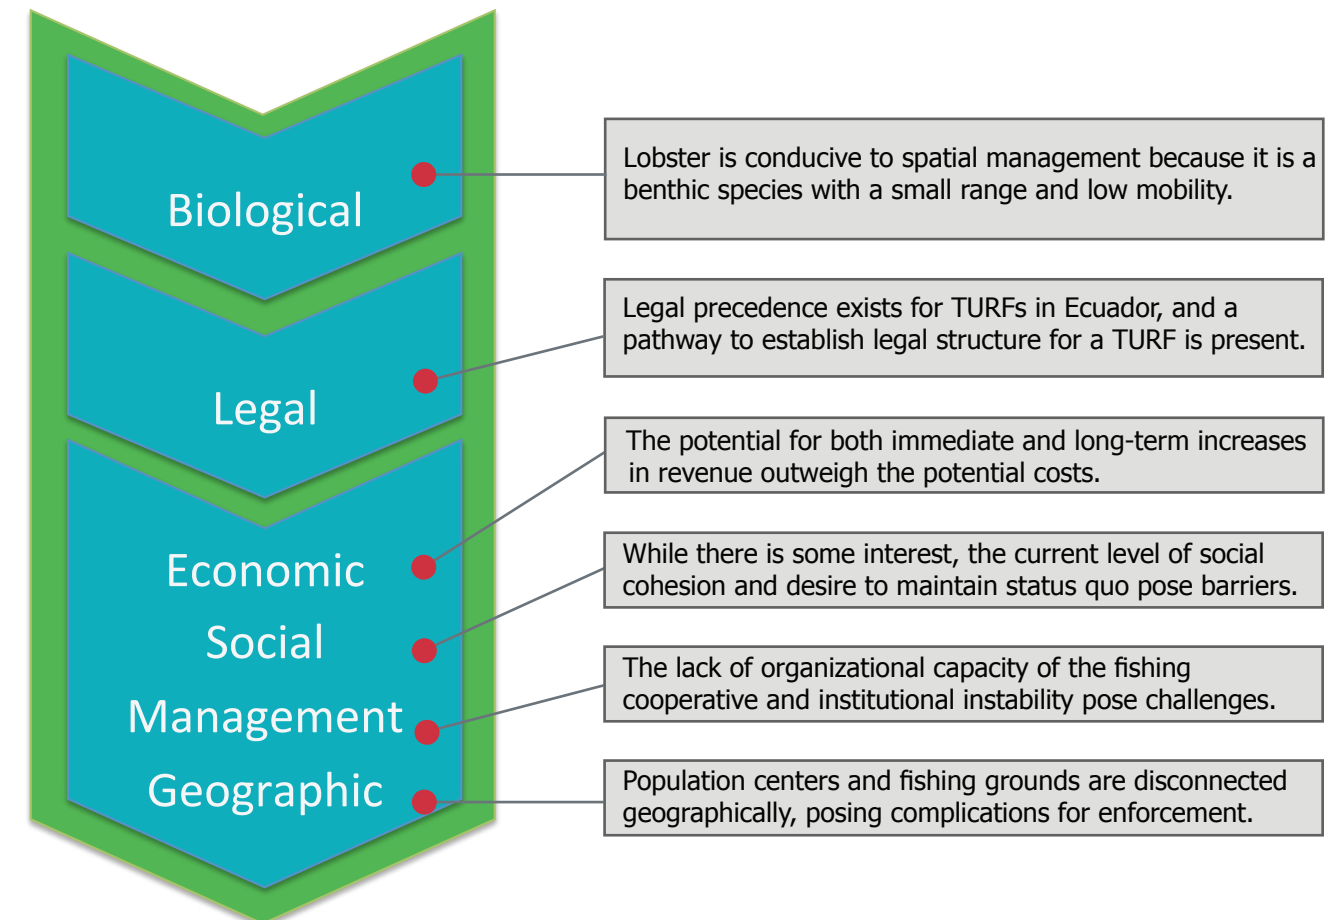 Biological
Lobster is conducive to spatial management because it is a
benthic species with a small range and low mobility.
Legal
Legal precedence exists for TURFs in Ecuador, and a
pathway to establish legal structure for a TURF is present.
Economic
The potential for both immediate and long-term increases
in revenue outweigh the potential costs.
Social
While there is some interest, the current level of social
cohesion and desire to maintain status quo pose barriers.
Management
The lack of organizational capacity of the fishing
cooperative and institutional instability pose challenges.
Geographic
Population centers and fishing grounds are disconnected
geographically, posing complications for enforcement.